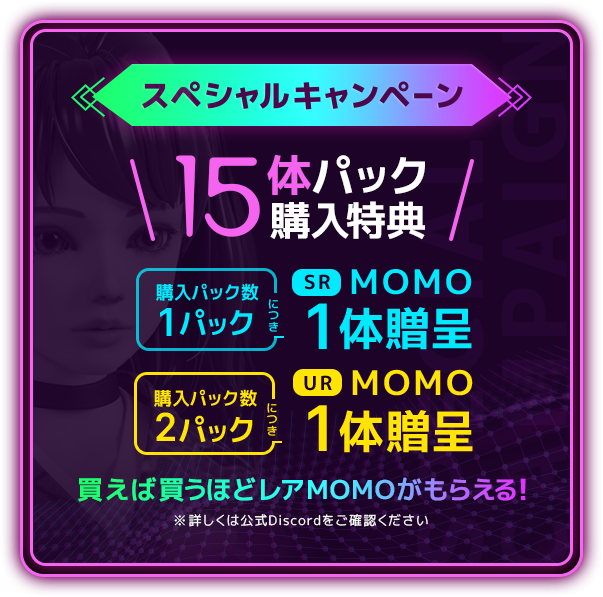 スペシャルキャンペーン
15体パック
購入特典
購入パック数
1パック
につき
SR MOMO
1体贈呈
購入パック数
2パック
につき
UR MOMO
1体贈呈
買えば買うほどレアMOMOがもらえる!
※詳しくは公式Discordをご確認ください